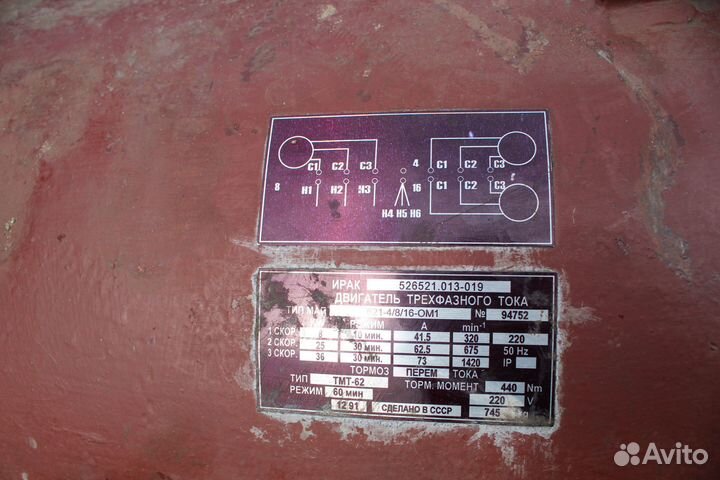 С1 С2 С3 4 С1 С2 С3
8 Н1 Н2 Н3 16 С1 С2 С3
Н4 Н5 Н6
ИРАК 526521.013-019
ДВИГАТЕЛЬ ТРЕХФАЗНОГО ТОКА
ТИП МАП 621-4/8/16-ОМ1 № 94752
РЕЖИМ А min-1
1 СКОР. 8 10 мин. 41.5 320 220
2 СКОР. 25 30 мин. 62.5 675 50 Hz
3 СКОР. 36 30 мин. 73 1420 IP
ТОРМОЗ ПЕРЕМ ТОКА
ТИП ТМТ-62 ТОРМ. МОМЕНТ 440 Nm
РЕЖИМ 60 мин 220 V
12 91 СДЕЛАНО В СССР 745 kg
Avito